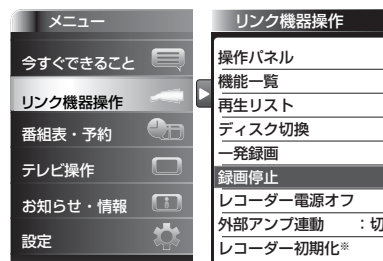 メニュー
今すぐできること
リンク機器操作
番組表・予約
テレビ操作
お知らせ・情報
設定
リンク機器操作
操作パネル
機能一覧
再生リスト
ディスク切換
一発録画
録画停止
レコーダー電源オフ
外部アンプ連動 ：切
レコーダー初期化※